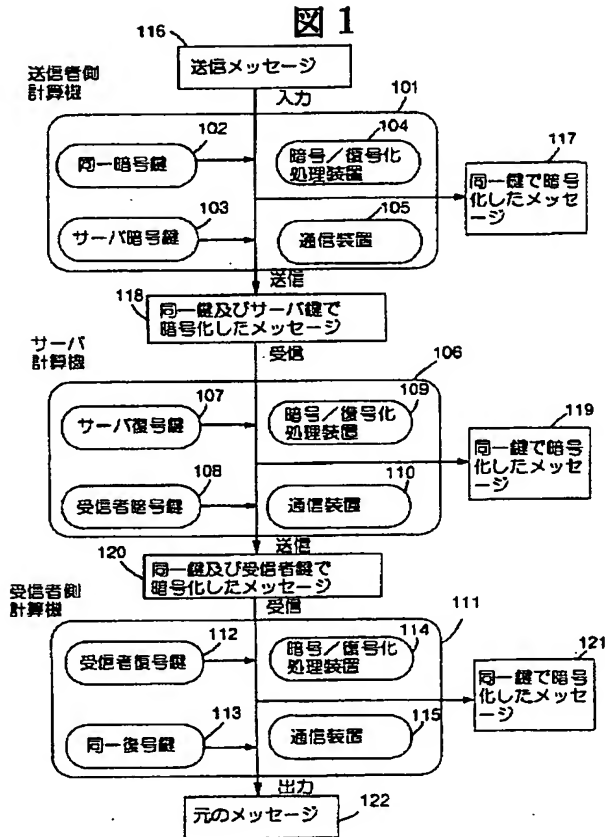 図1
116
送信メッセージ
送信者側
計算機
入力
101
102
同一暗号鍵
104
暗号/復号化
処理装置
117
同一鍵で暗号
化したメッセ
ージ
103
サーバ暗号鍵
105
通信装置
送信
118
同一鍵及びサーバ鍵で
暗号化したメッセージ
サーバ
計算機
受信
106
107
サーバ復号鍵
109
暗号/復号化
処理装置
119
同一鍵で暗号
化したメッセ
ージ
108
受信者暗号鍵
110
通信装置
送信
120
同一鍵及び受信者鍵で
暗号化したメッセージ
受信者側
計算機
受信
111
112
受信者復号鍵
114
暗号/復号化
処理装置
121
同一鍵で暗号
化したメッセ
ージ
113
同一復号鍵
通信装置
115
出力
元のメッセージ
122